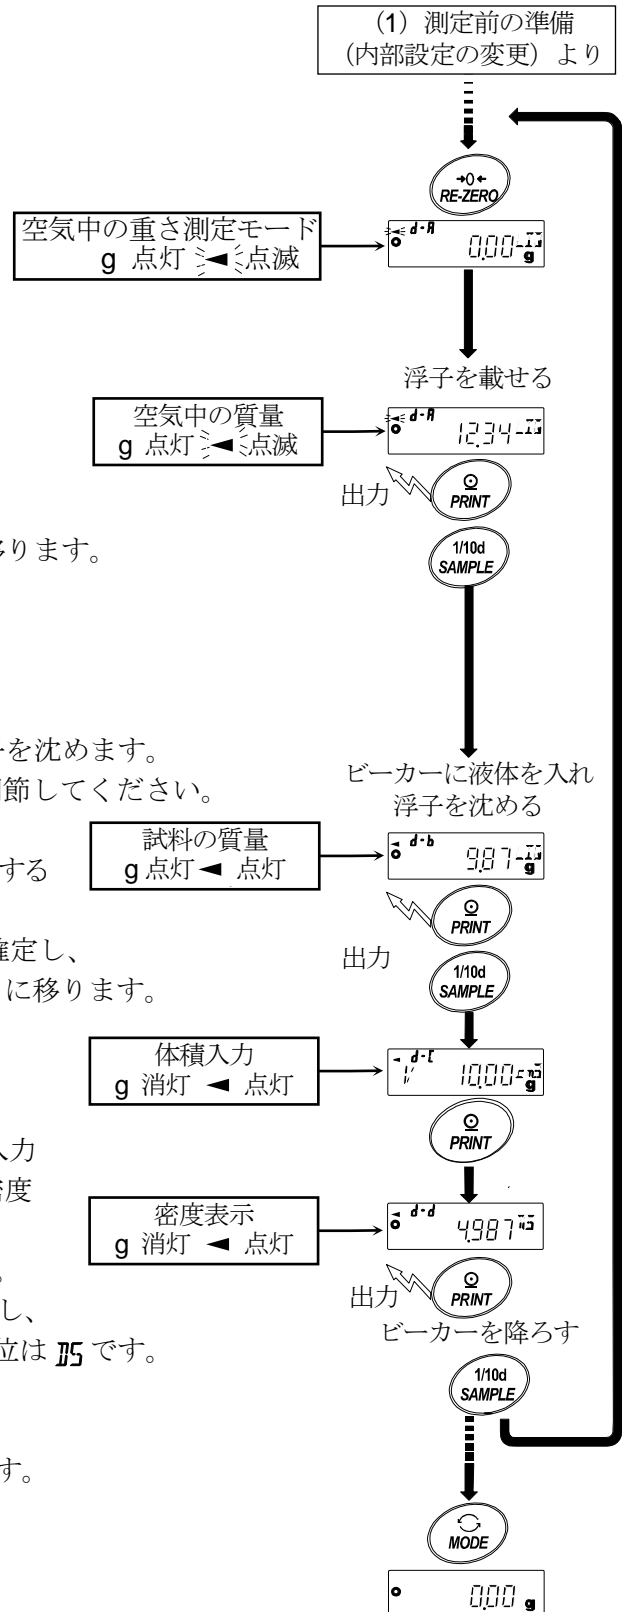 (1) 測定前の準備
(内部設定の変更) より
→0←
RE-ZERO
空気中の重さ測定モード
g 点灯 ◄ 点滅
d-A
0.00
g
浮子を載せる
空気中の質量
g 点灯 ◄ 点滅
d-A
12.34
出力
PRINT
ります。
1/10d
SAMPLE
を沈めます。
節してください。
ビーカーに液体を入れ
浮子を沈める
試料の質量
g 点灯 ◄ 点灯
d-b
9.87
g
する
PRINT
確定し、
出力
に移ります。
1/10d
SAMPLE
体積入力
g 消灯 ◄ 点灯
d-C
10.00
g
PRINT
入力
密度
密度表示
g 消灯 ◄ 点灯
d-d
4.987
。
し、
出力
PRINT
ビーカーを降ろす
立は DS です。
1/10d
SAMPLE
す。
MODE
0.00 g